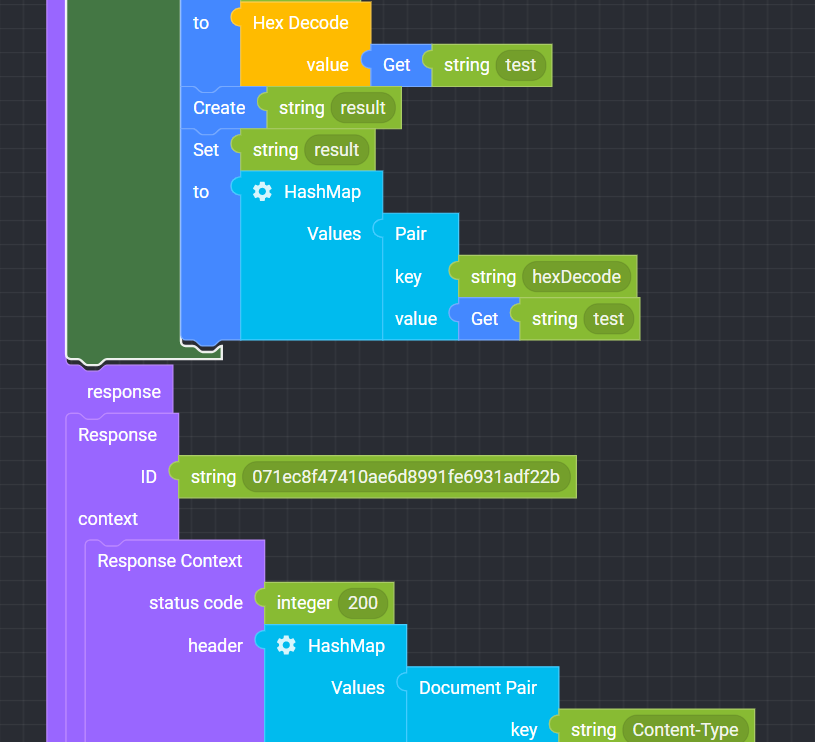 to Hex Decode
value Get string test
Create string result
Set string result
to HashMap
Values Pair
key string hexDecode
value Get string test
response
Response
ID string 071ec8f47410ae6d8991fe6931adf22b
context
Response Context
status code integer 200
header HashMap
Values Document Pair
key string Content-Type